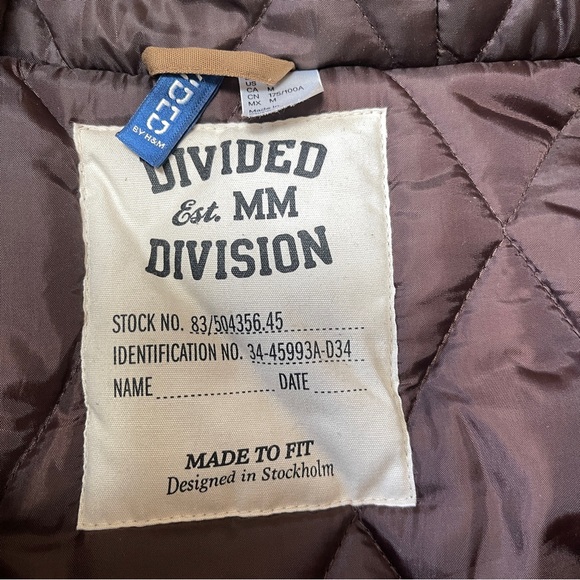 BY H&M
US
CA M
CN 175/100A
MX M
DIVIDED
Est. MM
DIVISION
STOCK NO. 83/504356.45
IDENTIFICATION NO. 34-45993A-D34
NAME DATE
MADE TO FIT
Designed in Stockholm